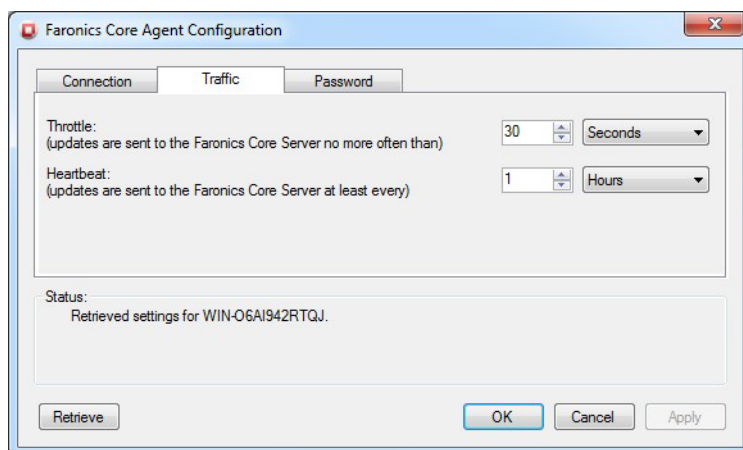 Faronics Core Agent Configuration
Connection Traffic Password
Throttle:
(updates are sent to the Faronics Core Server no more often than)
30 Seconds
Heartbeat:
(updates are sent to the Faronics Core Server at least every)
1 Hours
Status:
Retrieved settings for WIN-O6AI942RTQJ.
Retrieve OK Cancel Apply